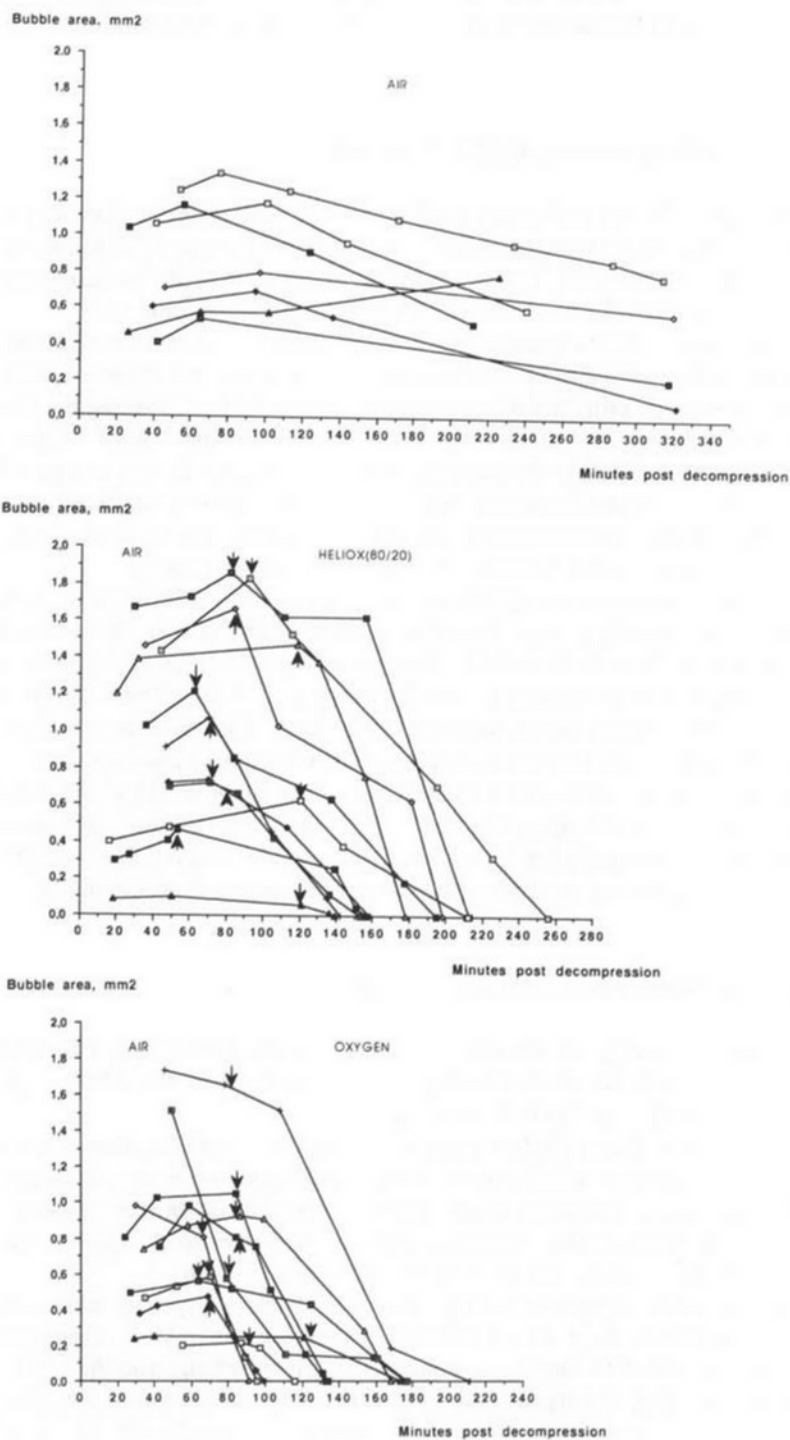 Bubble area, mm2
AIR
2,0
1,8
1,6
1,4
1,2
1,0
0,8
0,6
0,4
0,2
0,0
0 20 40 60 80 100 120 140 160 180 200 220 240 260 280 300 320 340
Minutes post decompression
Bubble area, mm2
AIR HELIOX(80/20)
2,0
1,8
1,6
1,4
1,2
1,0
0,8
0,6
0,4
0,2
0,0
0 20 40 60 80 100 120 140 160 180 200 220 240 260 280
Minutes post decompression
Bubble area, mm2
AIR OXYGEN
2,0
1,8
1,6
1,4
1,2
1,0
0,8
0,6
0,4
0,2
0,0
0 20 40 60 80 100 120 140 160 180 200 220 240
Minutes post decompression